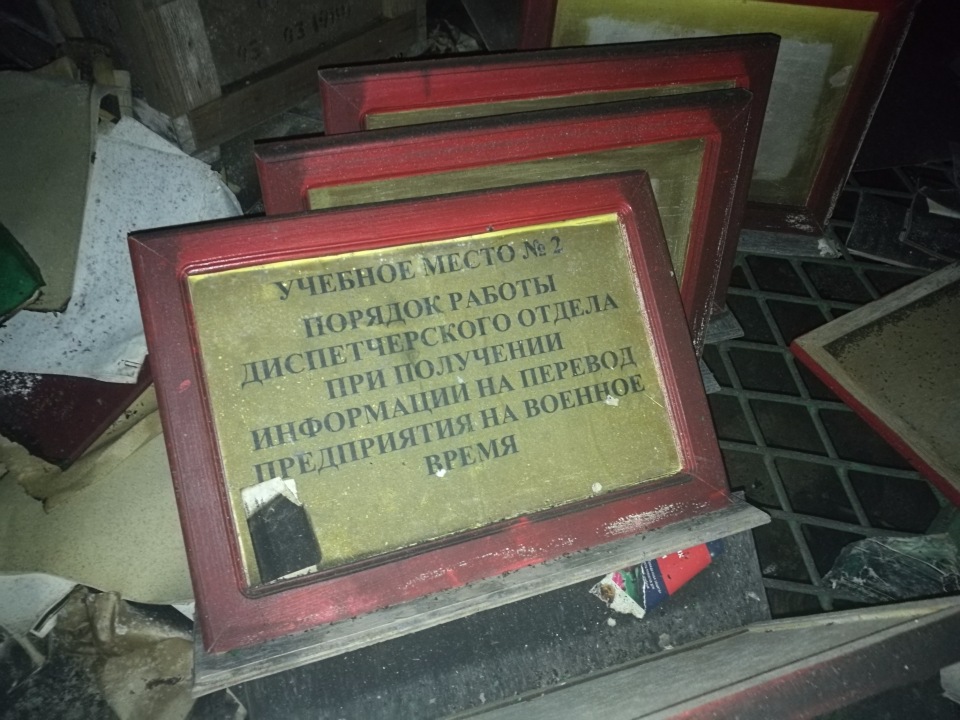 УЧЕБНОЕ МЕСТО № 2
ПОРЯДОК РАБОТЫ
ДИСПЕТЧЕРСКОГО ОТДЕЛА
ПРИ ПОЛУЧЕНИИ
ИНФОРМАЦИИ НА ПЕРЕВОД
ПРЕДПРИЯТИЯ НА ВОЕННОЕ
ВРЕМЯ